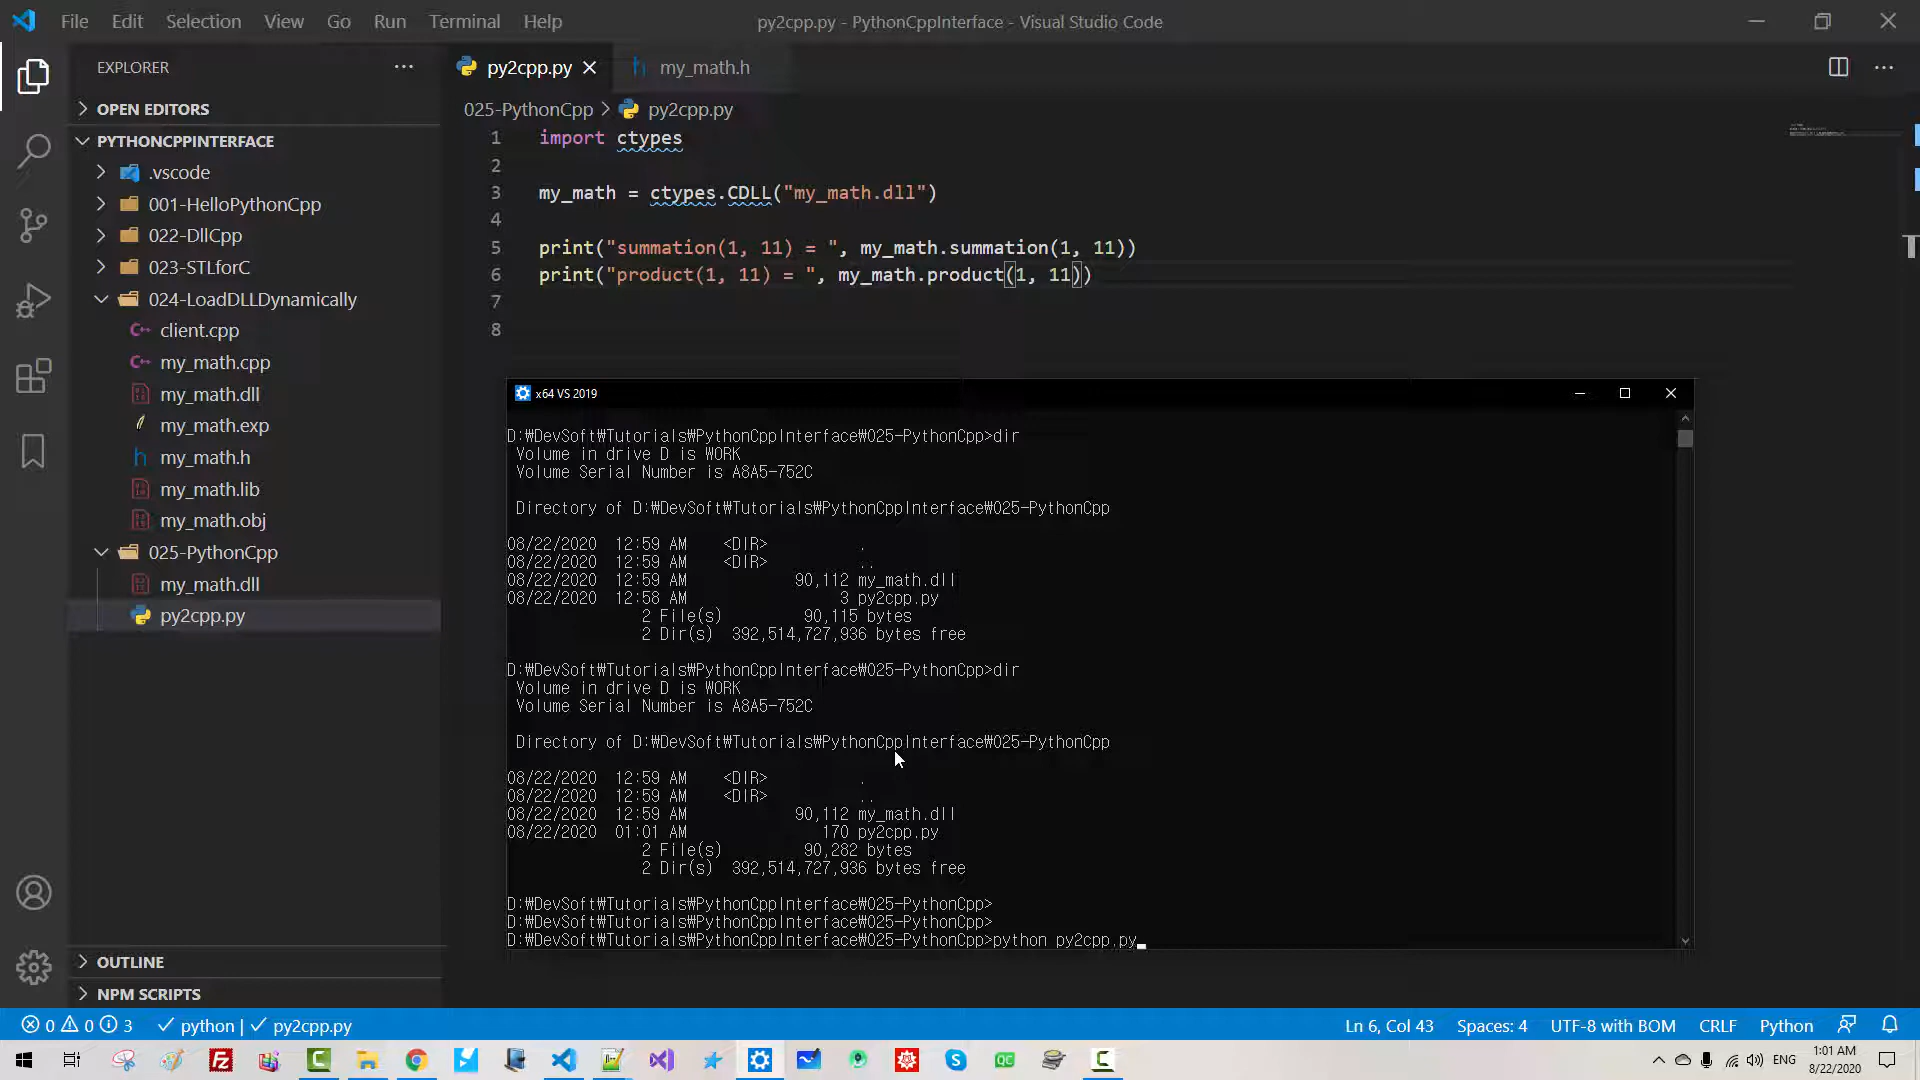 File Edit Selection View Go Run Terminal Help
py2cpp.py - PythonCppInterface - Visual Studio Code
EXPLORER
OPEN EDITORS
PYTHONCPPINTERFACE
.vscode
001-HelloPythonCpp
022-DllCpp
023-STLforC
024-LoadDLLDynamically
client.cpp
my_math.cpp
my_math.dll
my_math.exp
my_math.h
my_math.lib
my_math.obj
025-PythonCpp
my_math.dll
py2cpp.py
OUTLINE
NPM SCRIPTS
py2cpp.py
my_math.h
025-PythonCpp > py2cpp.py
1 import ctypes
2
3 my_math = ctypes.CDLL("my_math.dll")
4
5 print("summation(1, 11) = ", my_math.summation(1, 11))
6 print("product(1, 11) = ", my_math.product(1, 11))
7
8
x64 VS 2019
D:₩DevSoft₩Tutorials₩PythonCppInterface₩025-PythonCpp>dir
Volume in drive D is WORK
Volume Serial Number is A8A5-752C
Directory of D:₩DevSoft₩Tutorials₩PythonCppInterface₩025-PythonCpp
08/22/2020 12:59 AM <DIR> .
08/22/2020 12:59 AM <DIR> ..
08/22/2020 12:59 AM 90,112 my_math.dll
08/22/2020 12:58 AM 3 py2cpp.py
2 File(s) 90,115 bytes
2 Dir(s) 392,514,727,936 bytes free
D:₩DevSoft₩Tutorials₩PythonCppInterface₩025-PythonCpp>dir
Volume in drive D is WORK
Volume Serial Number is A8A5-752C
Directory of D:₩DevSoft₩Tutorials₩PythonCppInterface₩025-PythonCpp
08/22/2020 12:59 AM <DIR> .
08/22/2020 12:59 AM <DIR> ..
08/22/2020 12:59 AM 90,112 my_math.dll
08/22/2020 01:01 AM 170 py2cpp.py
2 File(s) 90,282 bytes
2 Dir(s) 392,514,727,936 bytes free
D:₩DevSoft₩Tutorials₩PythonCppInterface₩025-PythonCpp>
D:₩DevSoft₩Tutorials₩PythonCppInterface₩025-PythonCpp>
D:₩DevSoft₩Tutorials₩PythonCppInterface₩025-PythonCpp>python py2cpp.py
0 0 3 python | py2cpp.py
Ln 6, Col 43 Spaces: 4 UTF-8 with BOM CRLF Python
ENG
1:01 AM
8/22/2020